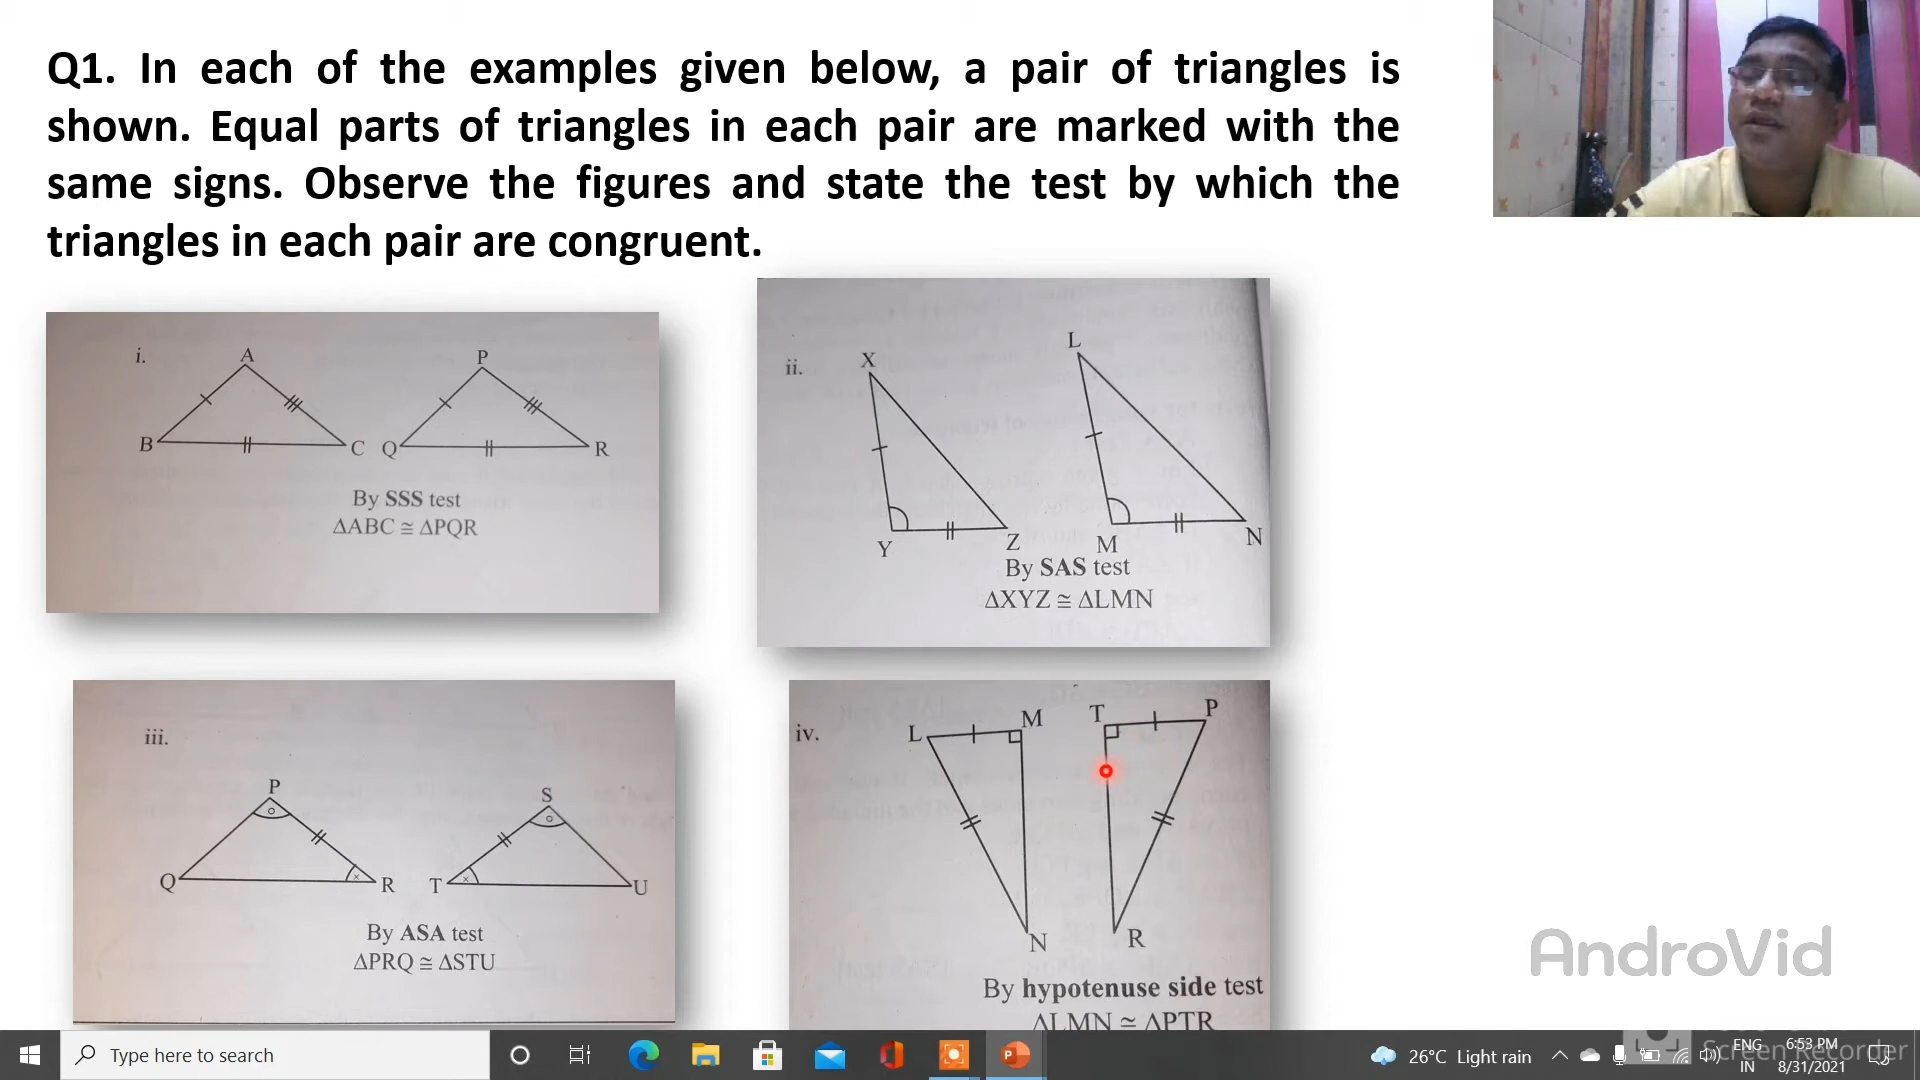 Q1. In each of the examples given below, a pair of triangles is
shown. Equal parts of triangles in each pair are marked with the
same signs. Observe the figures and state the test by which the
triangles in each pair are congruent.
i.
A
P
B
C
Q
R
By SSS test
ΔABC ≅ ΔPQR
ii.
X
L
Y
Z
M
N
By SAS test
ΔXYZ ≅ ΔLMN
iii.
P
S
Q
R
T
U
By ASA test
ΔPRQ ≅ ΔSTU
iv.
L
M
T
P
N
R
By hypotenuse side test
ΔLMN ≅ ΔPTR
AndroVid
Type here to search
26°C Light rain
ENG
IN
6:53 PM
8/31/2021
Screen Recorder